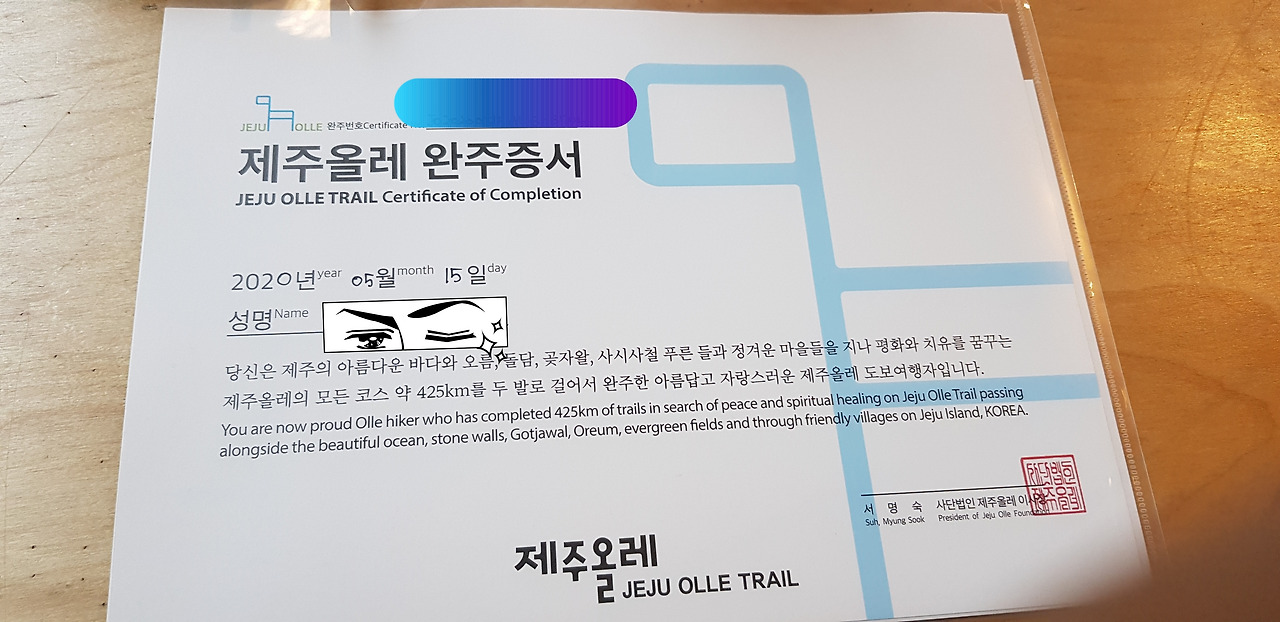 JEJU OLLE 완주번호Certificate
제주올레 완주증서
JEJU OLLE TRAIL Certificate of Completion
2020년year 05월month 15일day
성명Name
당신은 제주의 아름다운 바다와 오름, 돌담, 곶자왈, 사시사철 푸른 들과 정겨운 마을들을 지나 평화와 치유를 꿈꾸는
제주올레의 모든 코스 약 425km를 두 발로 걸어서 완주한 아름답고 자랑스러운 제주올레 도보여행자입니다.
You are now proud Olle hiker who has completed 425km of trails in search of peace and spiritual healing on Jeju Olle Trail passing
alongside the beautiful ocean, stone walls, Gotjawal, Oreum, evergreen fields and through friendly villages on Jeju Island, KOREA.
서 명 숙 사단법인 제주올레 이사장
Suh, Myung Sook President of Jeju Olle Foundation
사단법인
제주올레
제주올레
JEJU OLLE TRAIL